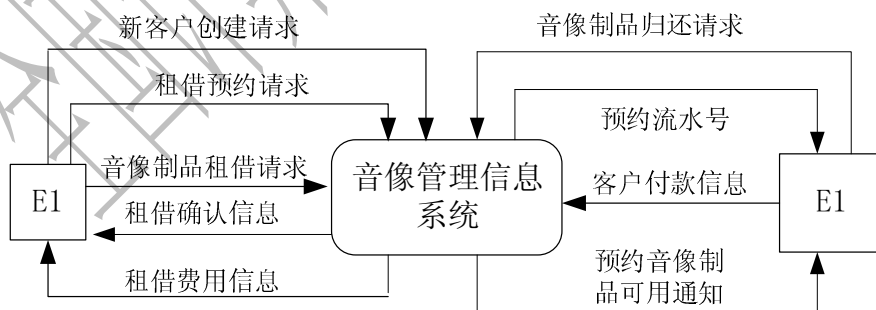 新客户创建请求
音像制品归还请求
租借预约请求
预约流水号
音像制品租借请求
音像管理信息
系统
客户付款信息
E1
E1
租借确认信息
租借费用信息
预约音像制
品可用通知